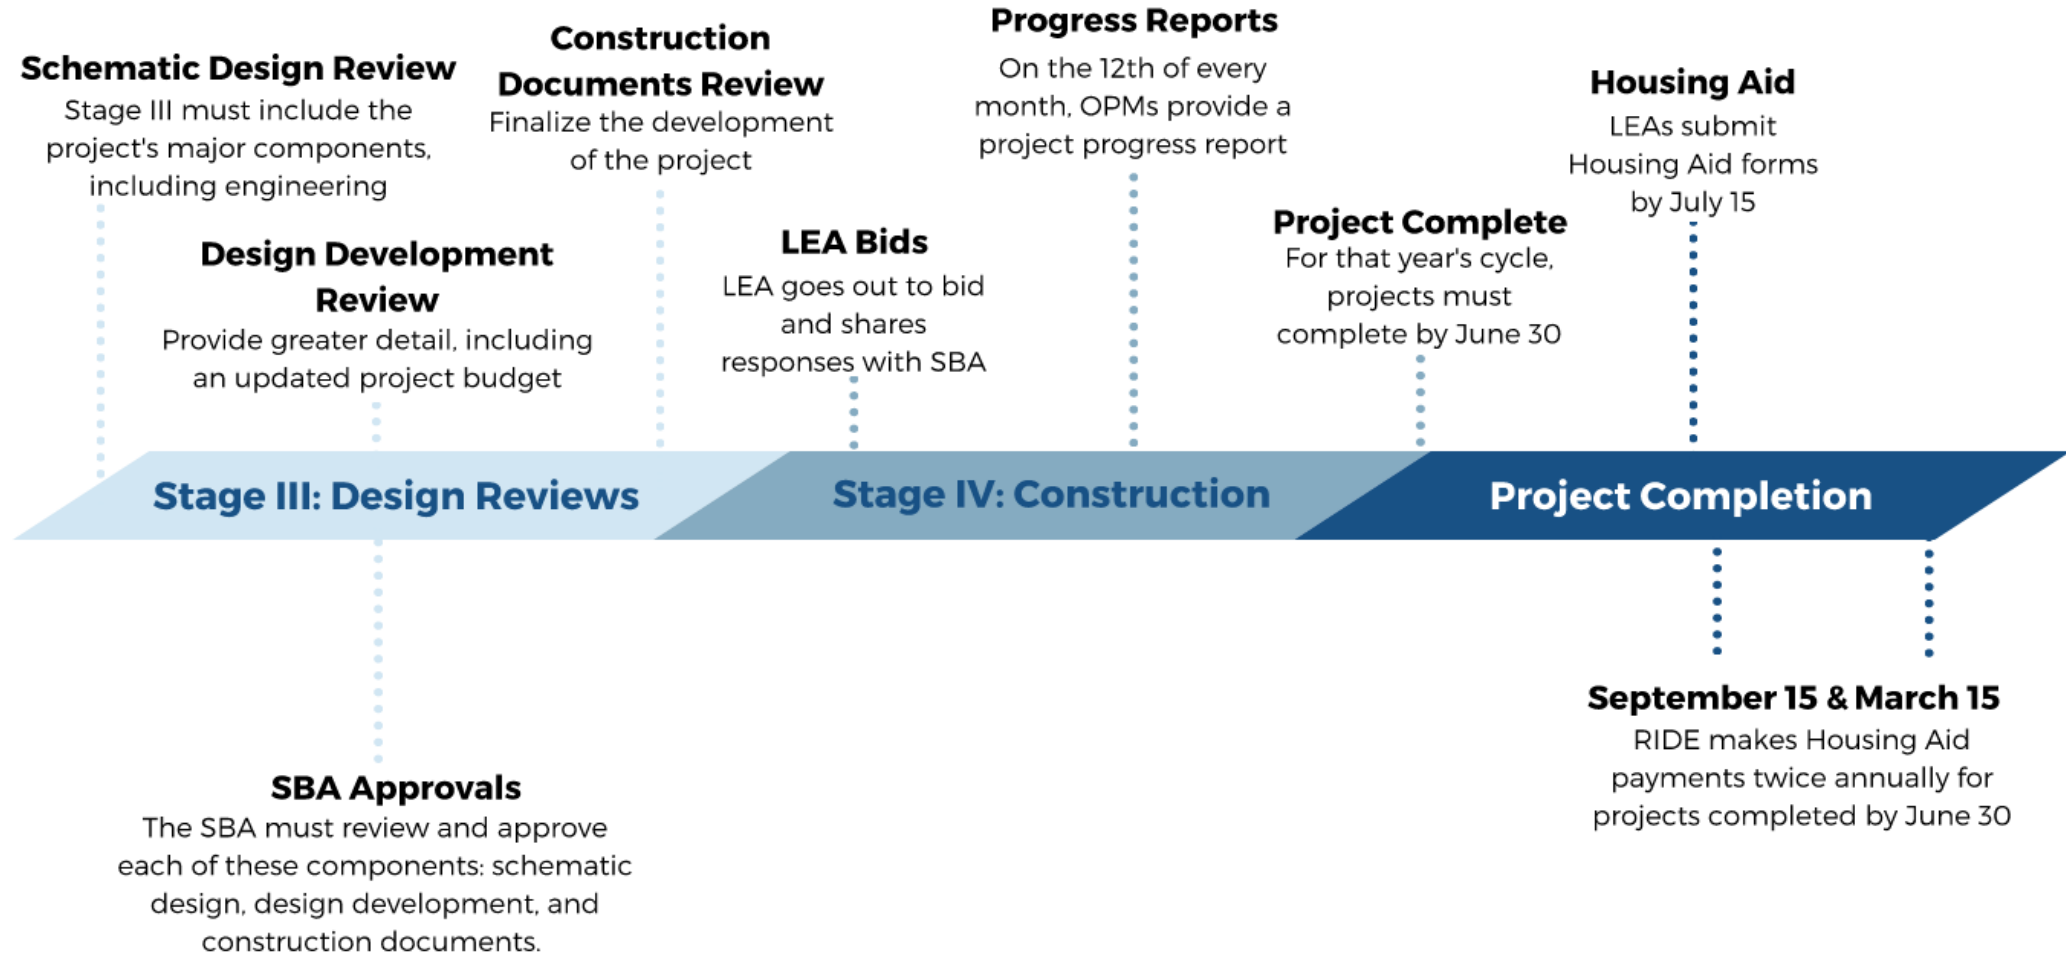 Schematic Design Review
Stage III must include the
project's major components,
including engineering
Design Development
Review
Provide greater detail, including
an updated project budget
Construction
Documents Review
Finalize the development
of the project
LEA Bids
LEA goes out to bid
and shares
responses with SBA
Progress Reports
On the 12th of every
month, OPMs provide a
project progress report
Project Complete
For that year's cycle,
projects must
complete by June 30
Housing Aid
LEAs submit
Housing Aid forms
by July 15
Stage III: Design Reviews
Stage IV: Construction
Project Completion
SBA Approvals
The SBA must review and approve
each of these components: schematic
design, design development, and
construction documents.
September 15 & March 15
RIDE makes Housing Aid
payments twice annually for
projects completed by June 30